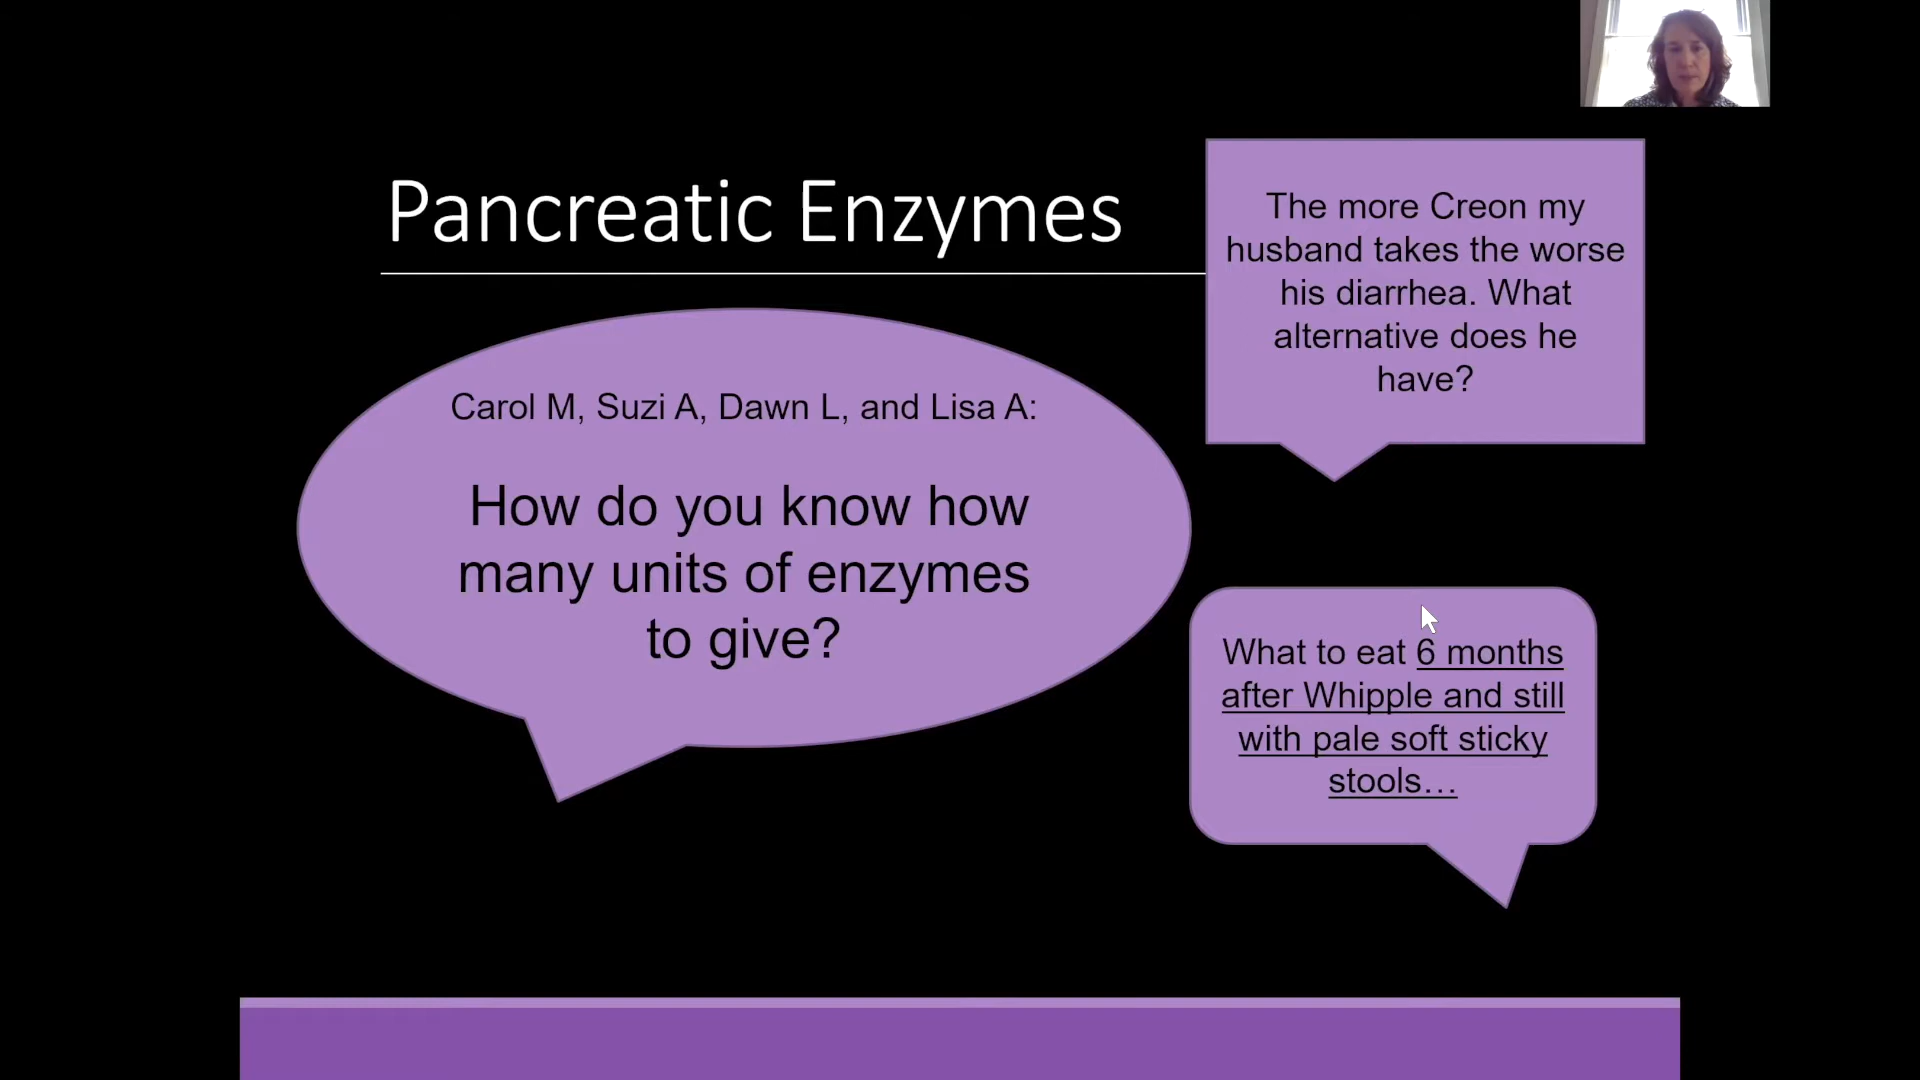 Pancreatic Enzymes
Carol M, Suzi A, Dawn L, and Lisa A:
How do you know how
many units of enzymes
to give?
The more Creon my
husband takes the worse
his diarrhea. What
alternative does he
have?
What to eat 6 months
after Whipple and still
with pale soft sticky
stools…